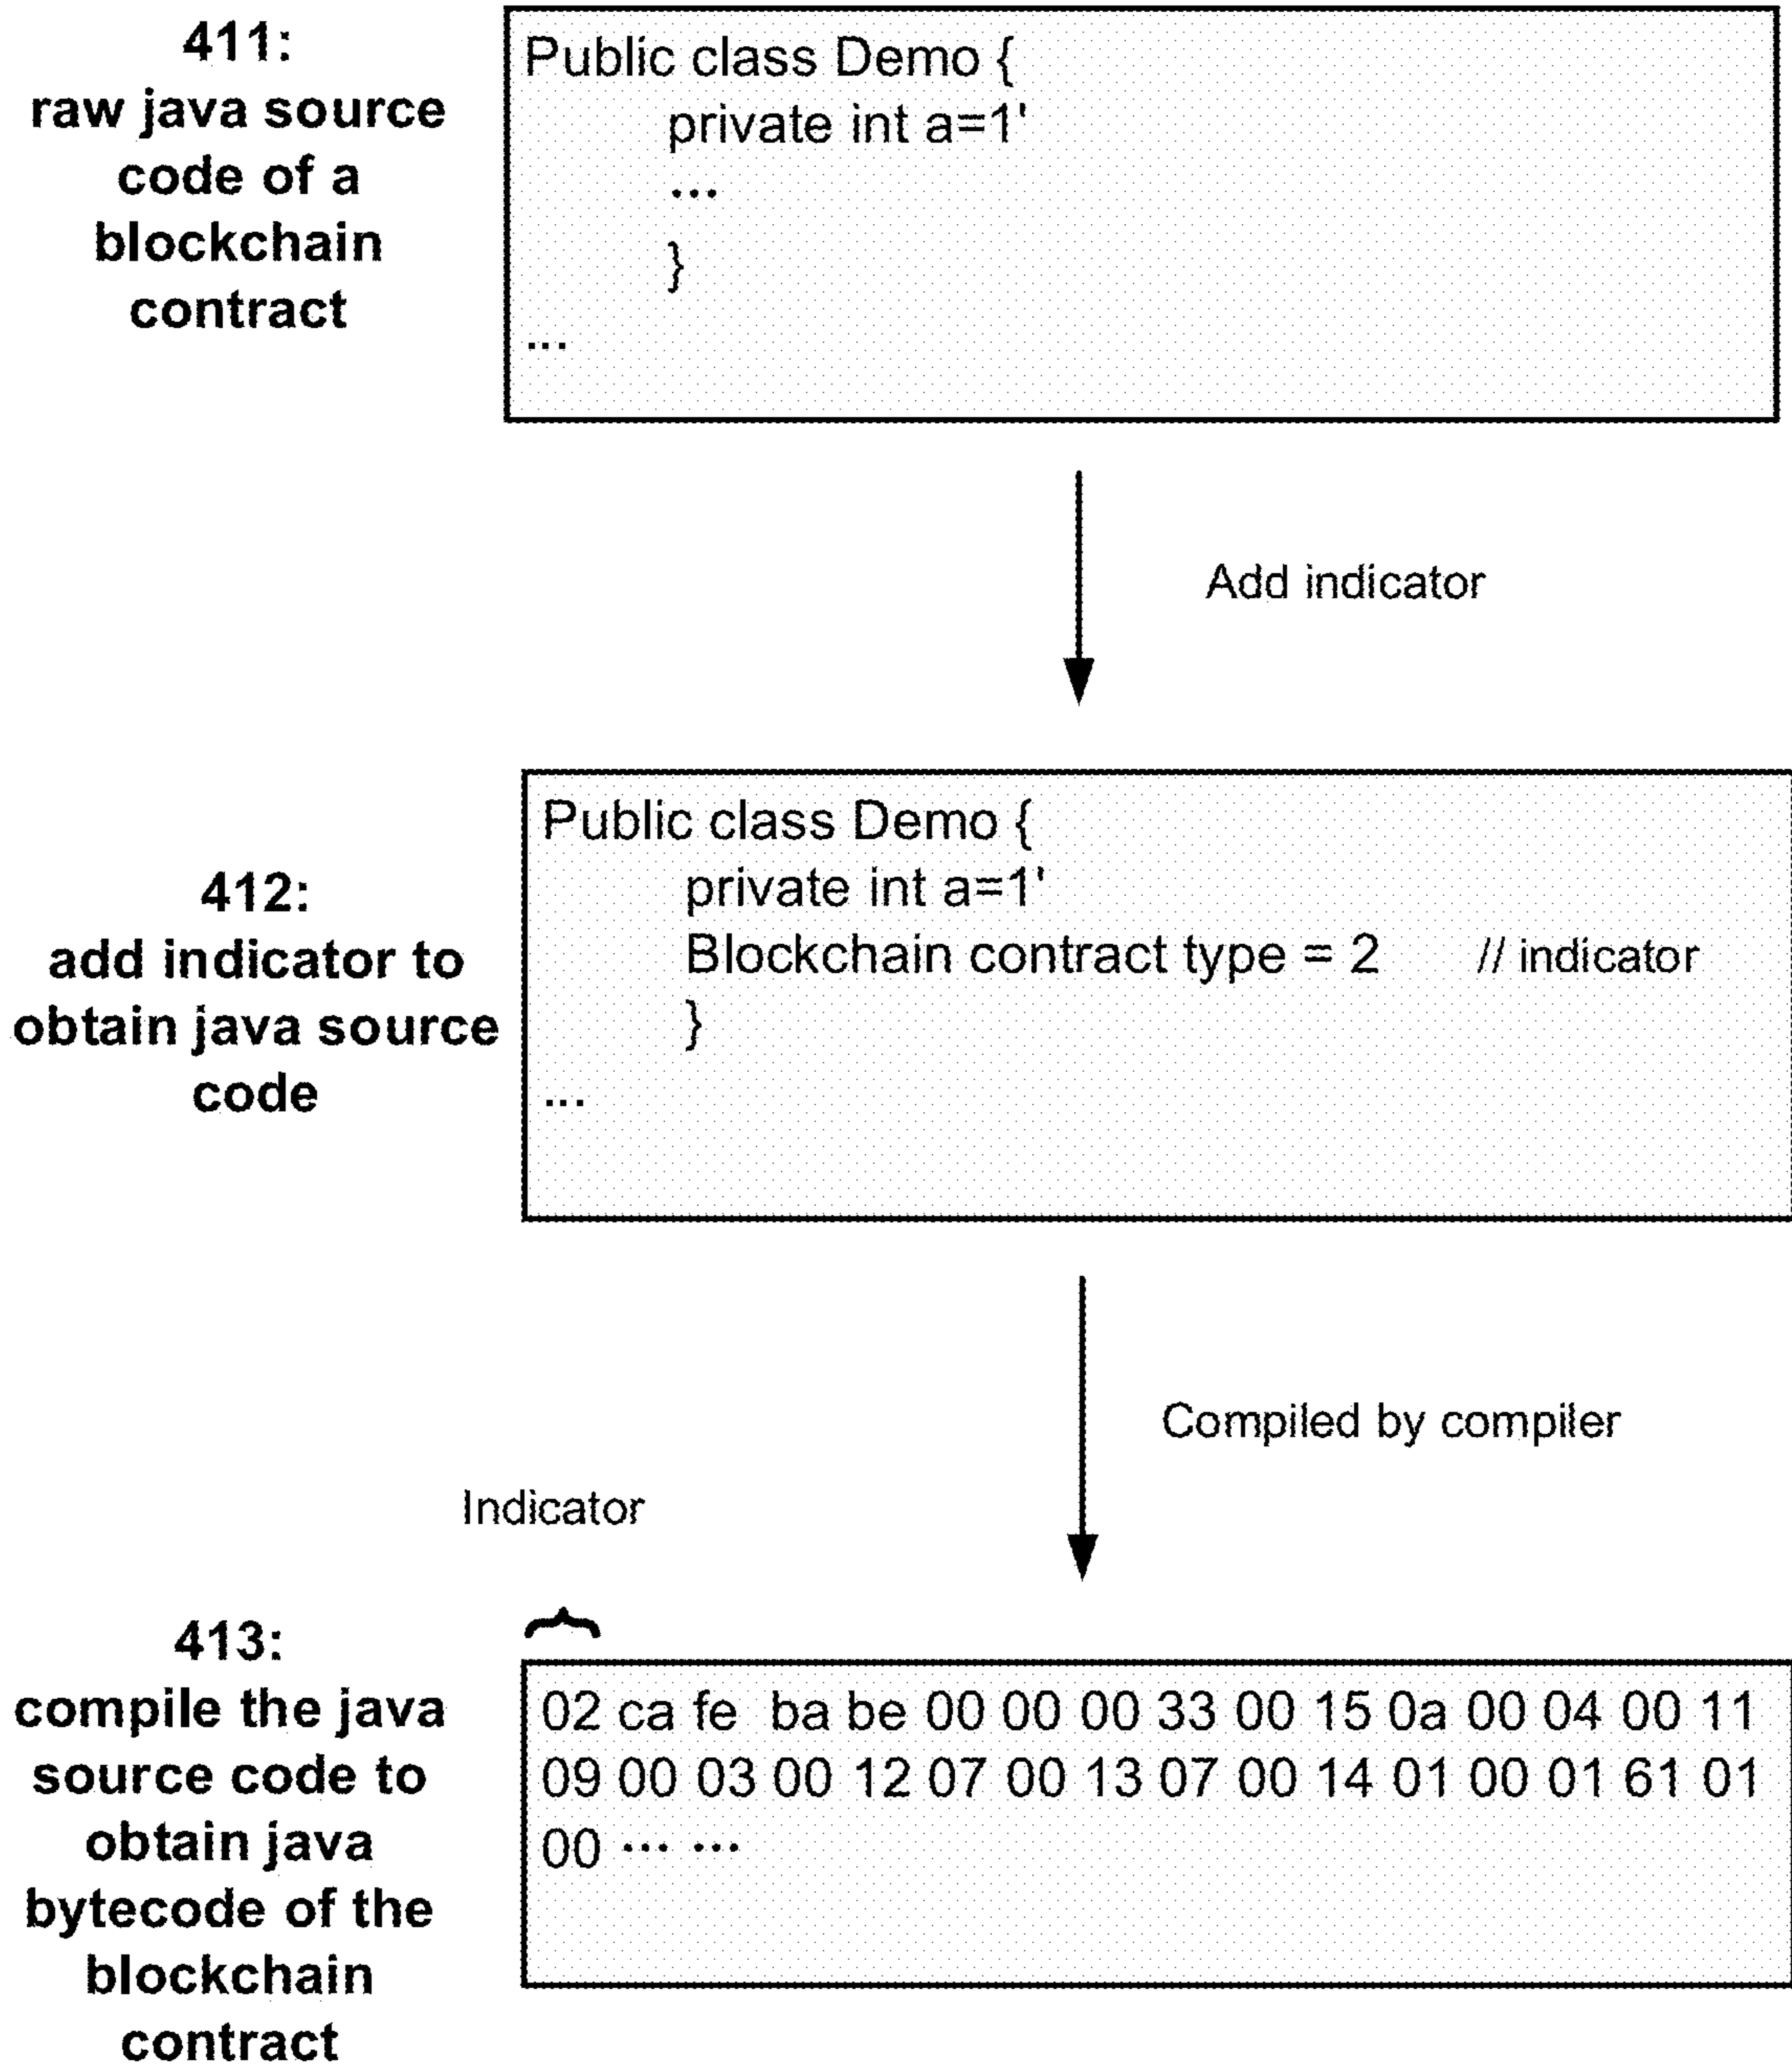 411:
raw java source
code of a
blockchain
contract
Public class Demo {
private int a=1'
...
}
...
Add indicator
412:
add indicator to
obtain java source
code
Public class Demo {
private int a=1'
Blockchain contract type = 2 // indicator
}
...
Compiled by compiler
Indicator
413:
compile the java
source code to
obtain java
bytecode of the
blockchain
contract
02 ca fe ba be 00 00 00 33 00 15 0a 00 04 00 11
09 00 03 00 12 07 00 13 07 00 14 01 00 01 61 01
00 ... ...